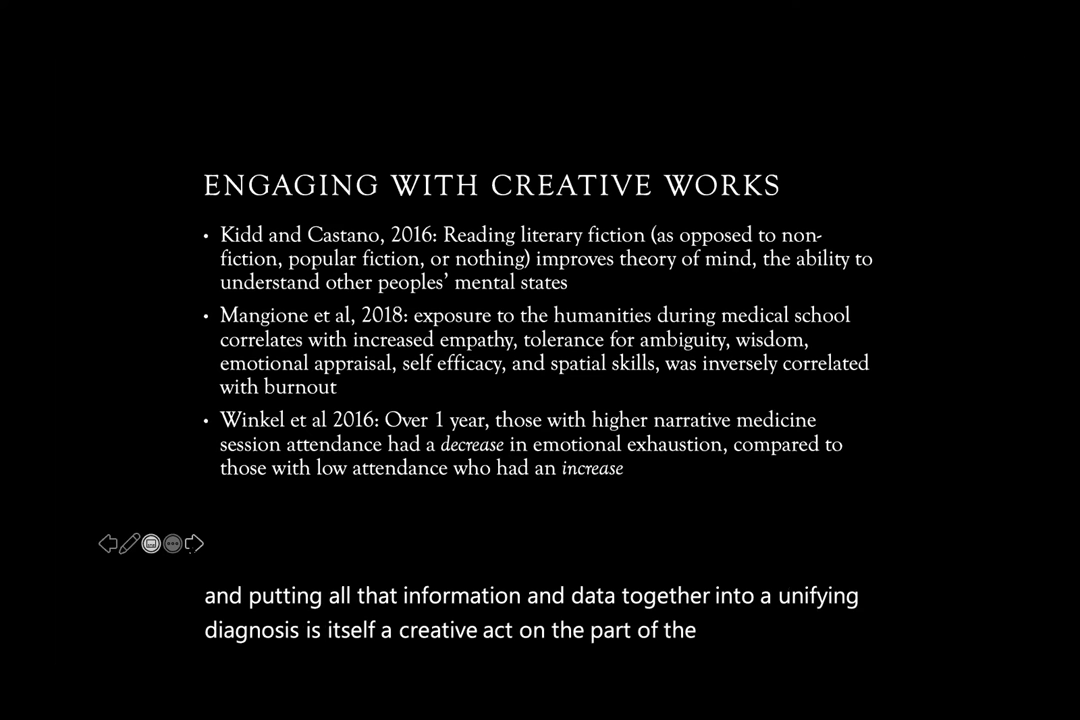 ENGAGING WITH CREATIVE WORKS
• Kidd and Castano, 2016: Reading literary fiction (as opposed to non-
fiction, popular fiction, or nothing) improves theory of mind, the ability to
understand other peoples’ mental states
• Mangione et al, 2018: exposure to the humanities during medical school
correlates with increased empathy, tolerance for ambiguity, wisdom,
emotional appraisal, self efficacy, and spatial skills, was inversely correlated
with burnout
• Winkel et al 2016: Over 1 year, those with higher narrative medicine
session attendance had a decrease in emotional exhaustion, compared to
those with low attendance who had an increase
and putting all that information and data together into a unifying
diagnosis is itself a creative act on the part of the